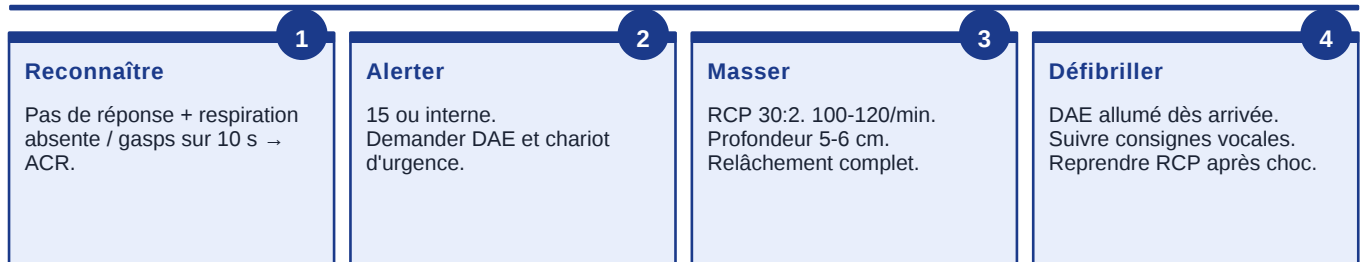 1
Reconnaître
Pas de réponse + respiration
absente / gasps sur 10 s →
ACR.
2
Alerter
15 ou interne.
Demander DAE et chariot
d'urgence.
3
Masser
RCP 30:2. 100-120/min.
Profondeur 5-6 cm.
Relâchement complet.
4
Défibriller
DAE allumé dès arrivée.
Suivre consignes vocales.
Reprendre RCP après choc.